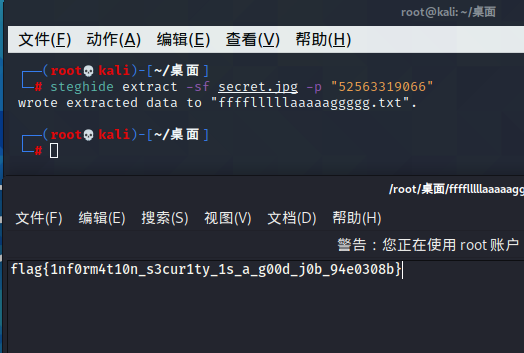 root@kali: ~/桌面
文件(F) 动作(A) 编辑(E) 查看(V) 帮助(H)
┌──(root💀kali)-[~/桌面]
└─# steghide extract -sf secret.jpg -p "52563319066"
wrote extracted data to "fffflllllaaaaaggggg.txt".
┌──(root💀kali)-[~/桌面]
└─#
/root/桌面/fffflllllaaaaagg
文件(F) 编辑(E) 搜索(S) 视图(V) 文档(D) 帮助(H)
警告：您正在使用 root 账户
flag{1nf0rm4t10n_s3cur1ty_1s_a_g00d_j0b_94e0308b}